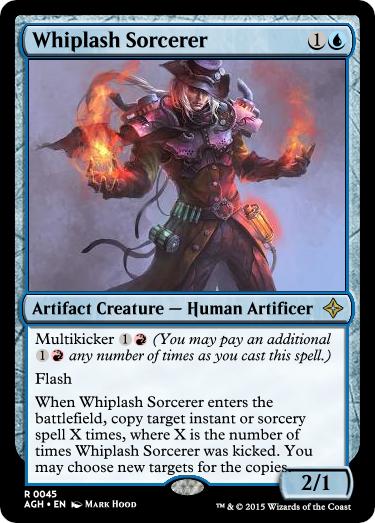 Whiplash Sorcerer 1
Artifact Creature — Human Artificer
Multikicker 1 (You may pay an additional
1 any number of times as you cast this spell.)
Flash
When Whiplash Sorcerer enters the
battlefield, copy target instant or sorcery
spell X times, where X is the number of
times Whiplash Sorcerer was kicked. You
may choose new targets for the copies.
2/1
R 0045
AGH • EN Mark Hood
™ & © 2015 Wizards of the Coast